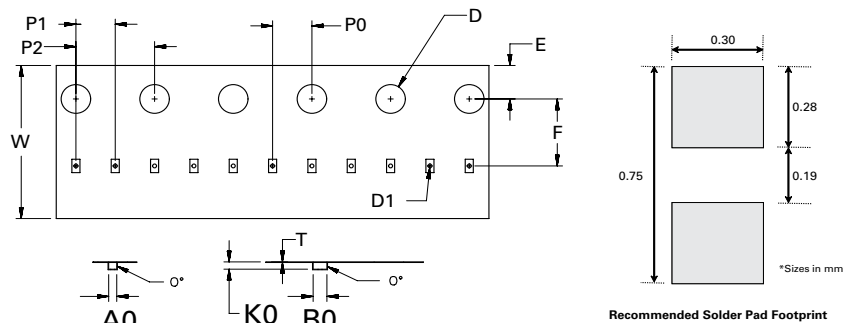 P1
P2
P0
D
E
W
F
D1
T
0°
0°
A0
K0
B0
0.30
0.28
0.75
0.19
*Sizes in mm
Recommended Solder Pad Footprint